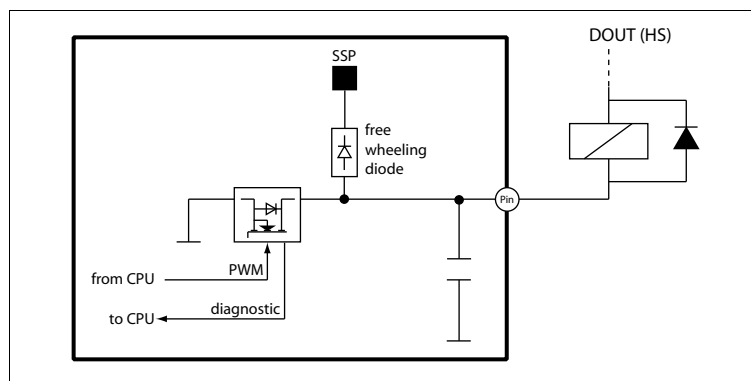 DOUT (HS)
SSP
free
wheeling
diode
Pin
PWM
from CPU
diagnostic
to CPU